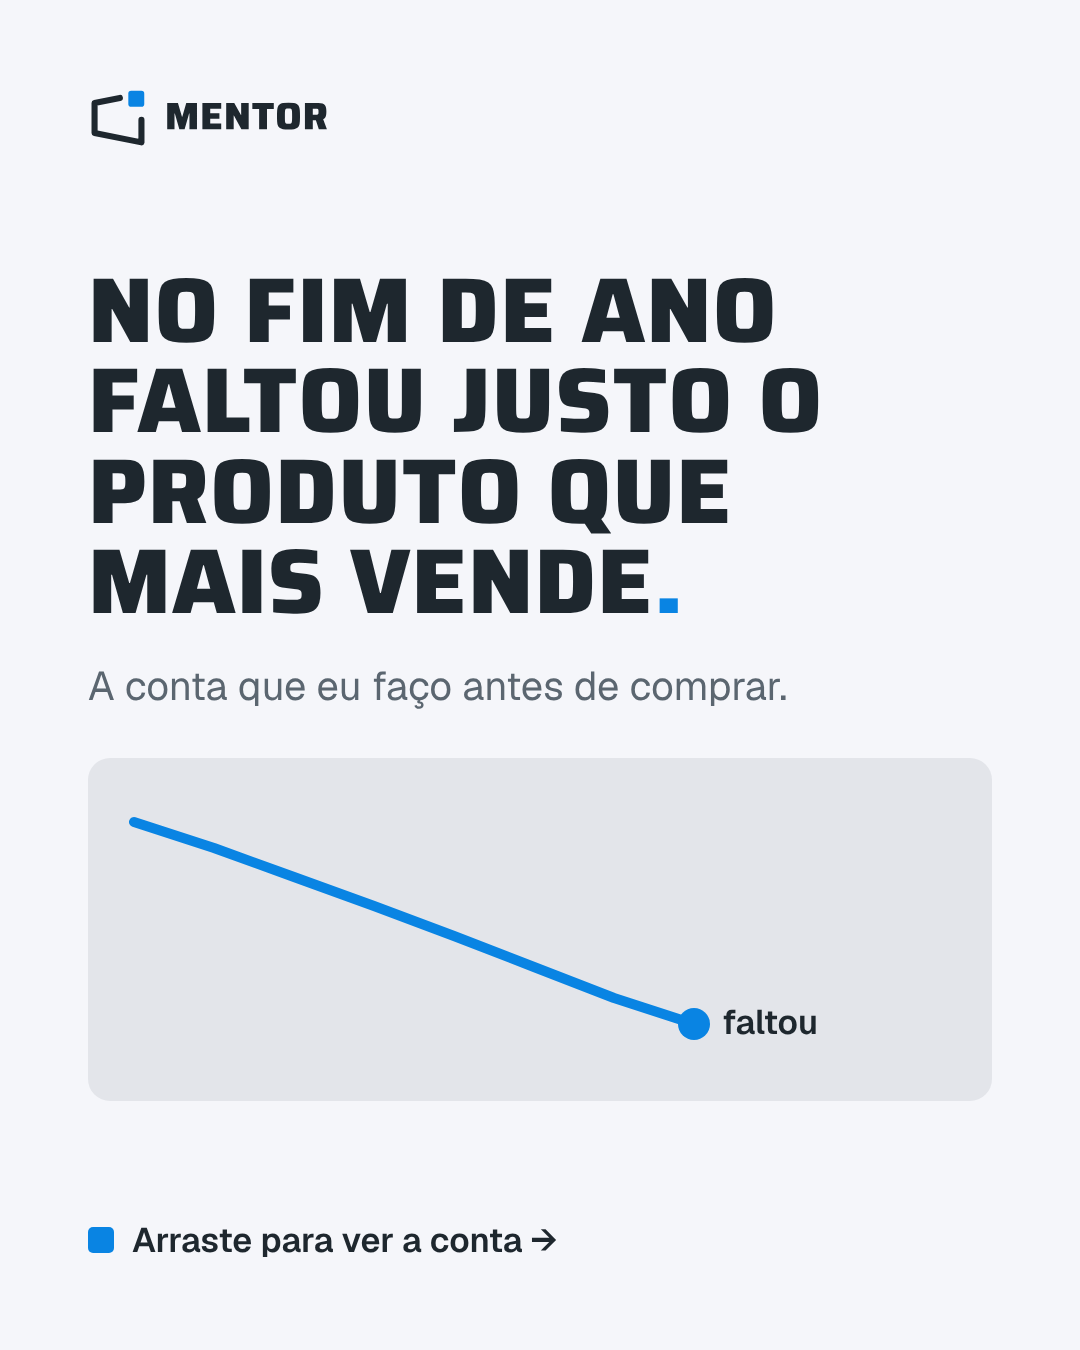 MENTOR
NO FIM DE ANO
FALTOU JUSTO O
PRODUTO QUE
MAIS VENDE.
A conta que eu faço antes de comprar.
faltou
Arraste para ver a conta →